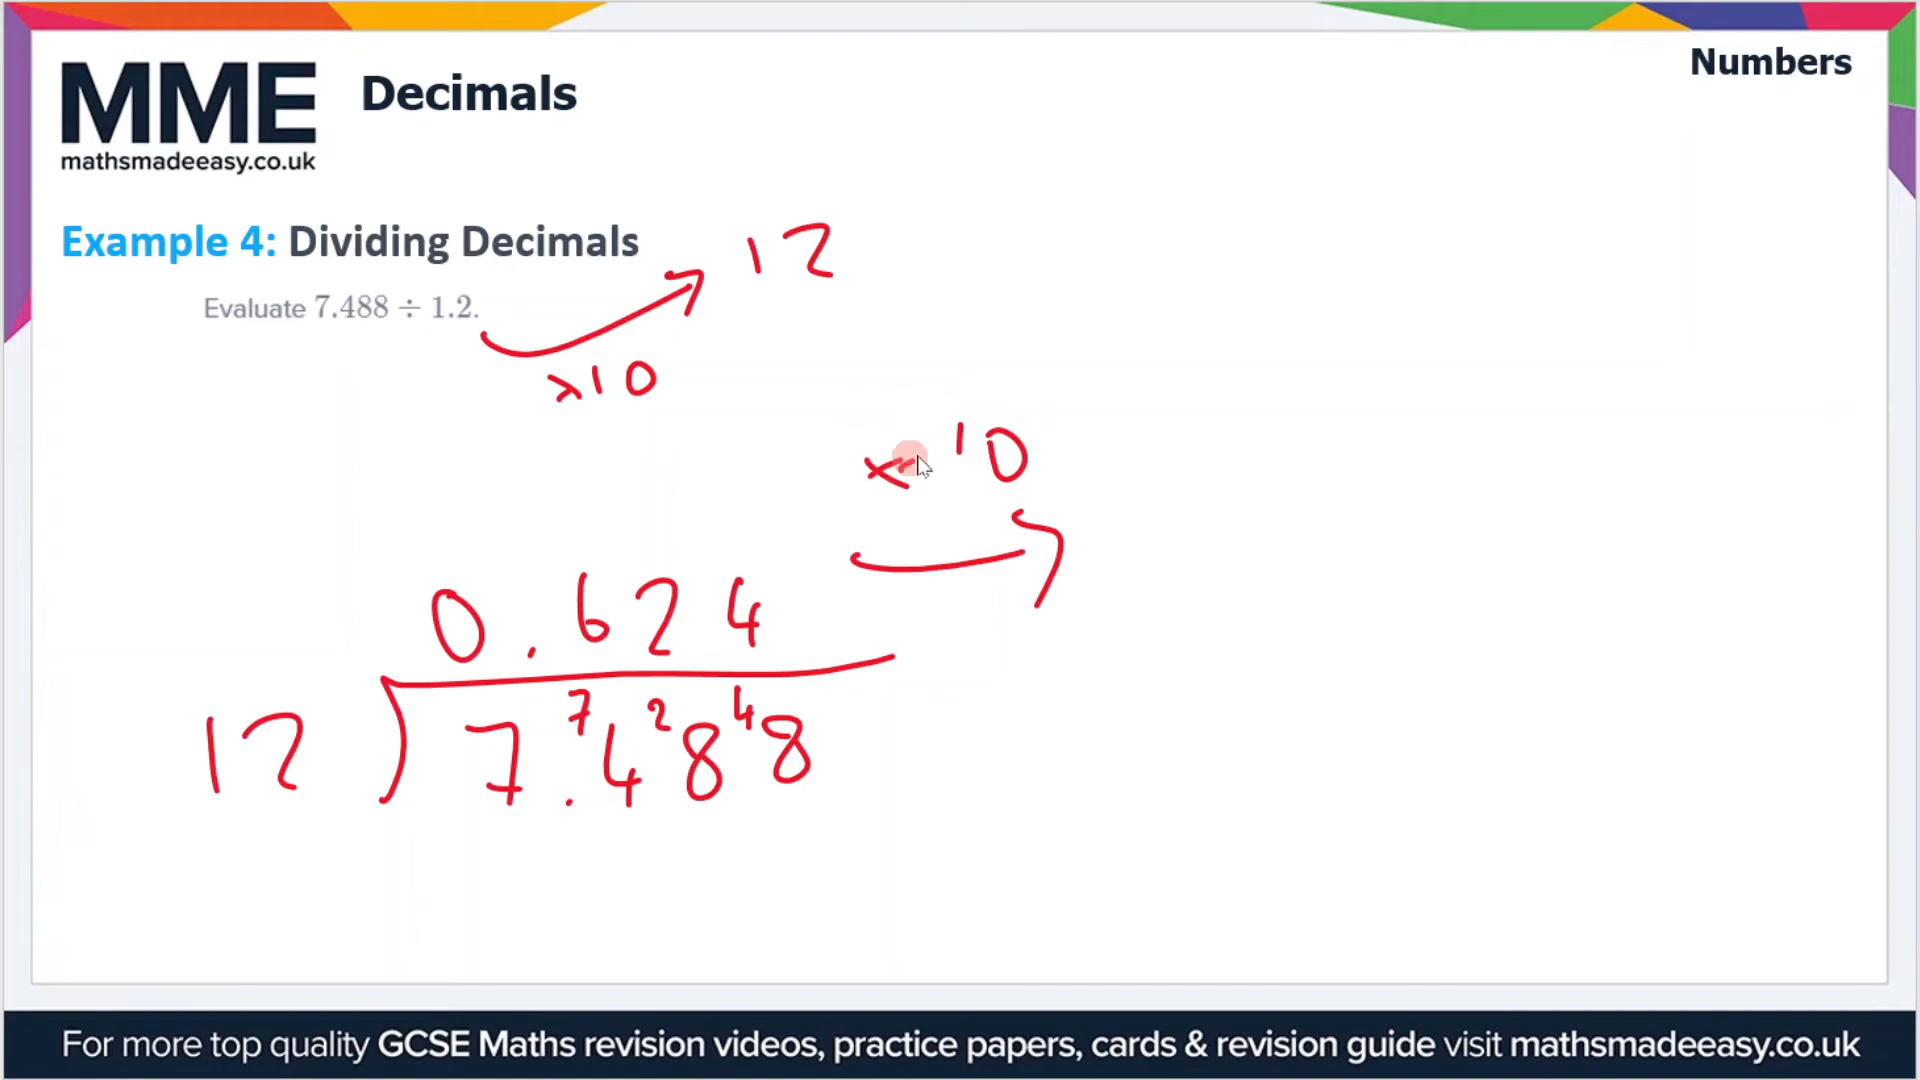 Numbers
MME Decimals
mathsmadeeasy.co.uk
Example 4: Dividing Decimals
12
Evaluate 7.488 ÷ 1.2.
×10
× 10
0.624
12 ) 7.⁷4²8⁴8
For more top quality GCSE Maths revision videos, practice papers, cards & revision guide visit mathsmadeeasy.co.uk